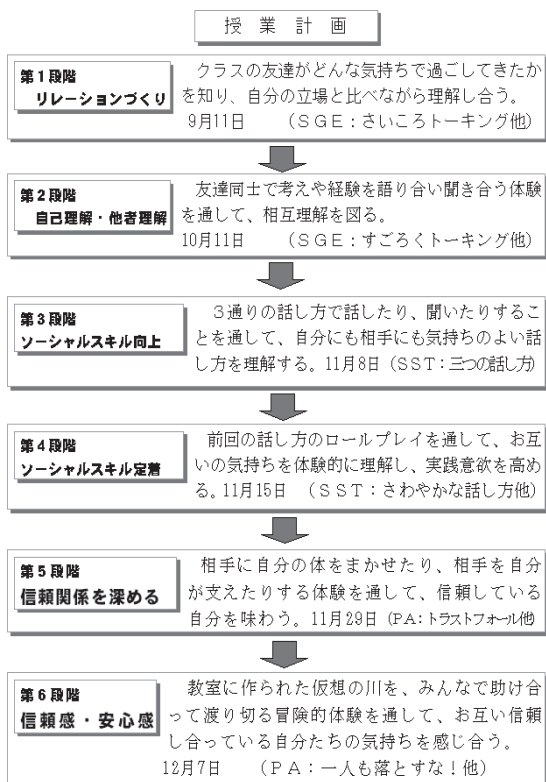 授業計画
第1段階
リレーションづくり
クラスの友達がどんな気持ちで過ごしてきたか
を知り、自分の立場と比べながら理解し合う。
9月11日 （SGE：さいころトーキング他）
第2段階
自己理解・他者理解
友達同士で考えや経験を語り合い聞き合う体験
を通して、相互理解を図る。
10月11日 （SGE：すごろくトーキング他）
第3段階
ソーシャルスキル向上
3通りの話し方で話したり、聞いたりするこ
とを通して、自分にも相手にも気持ちのよい話
し方を理解する。11月8日（SST：三つの話し方）
第4段階
ソーシャルスキル定着
前回の話し方のロールプレイを通して、お互
いの気持ちを体験的に理解し、実践意欲を高め
る。11月15日 （SST：さわやかな話し方他）
第5段階
信頼関係を深める
相手に自分の体をまかせたり、相手を自分
が支えたりする体験を通して、信頼している
自分を味わう。11月29日（PA：トラストフォール他）
第6段階
信頼感・安心感
教室に作られた仮想の川を、みんなで助け合
って渡り切る冒険的体験を通して、お互い信頼
し合っている自分たちの気持ちを感じ合う。
12月7日 （PA：一人も落とすな！他）